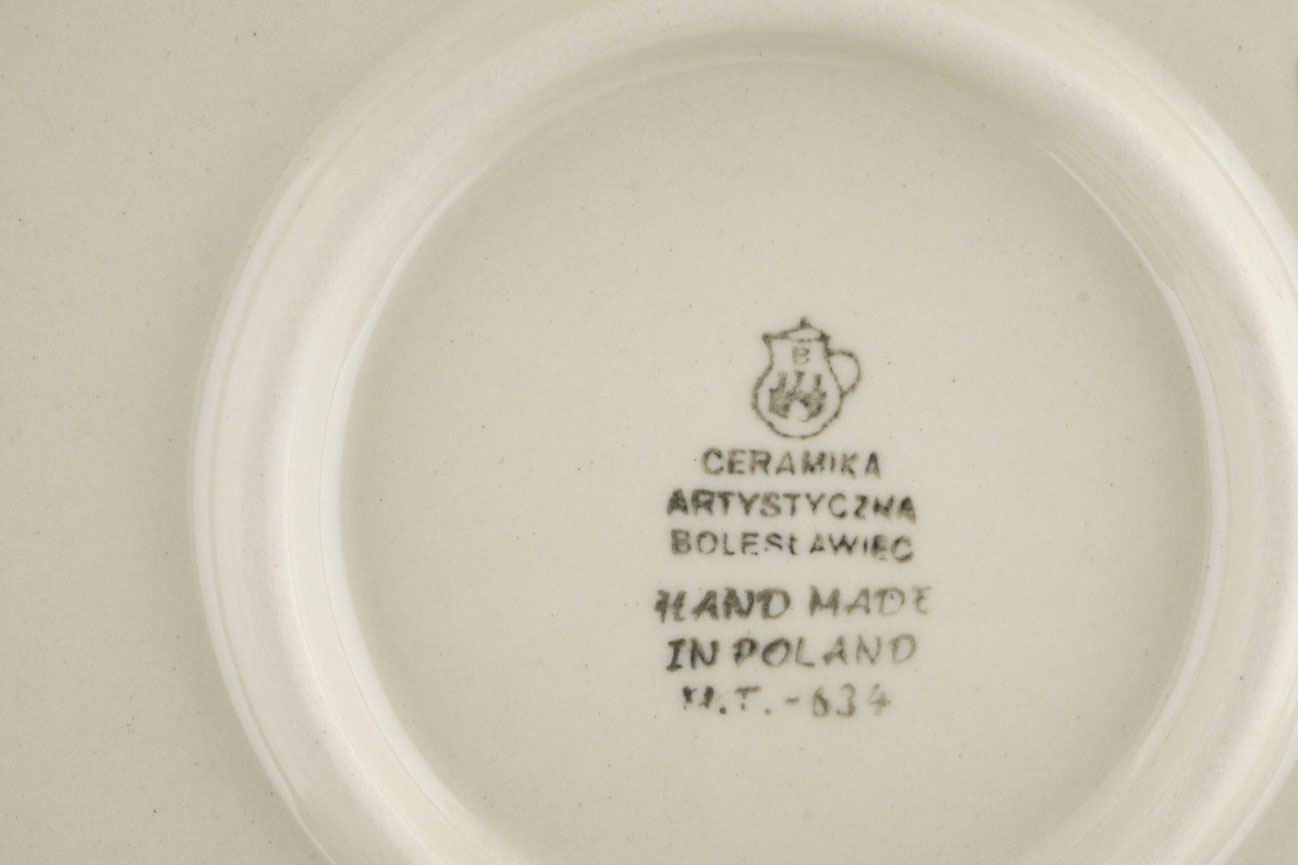 B
CERAMIKA
ARTYSTYCZNA
BOLESŁAWIEC
HAND MADE
IN POLAND
-634